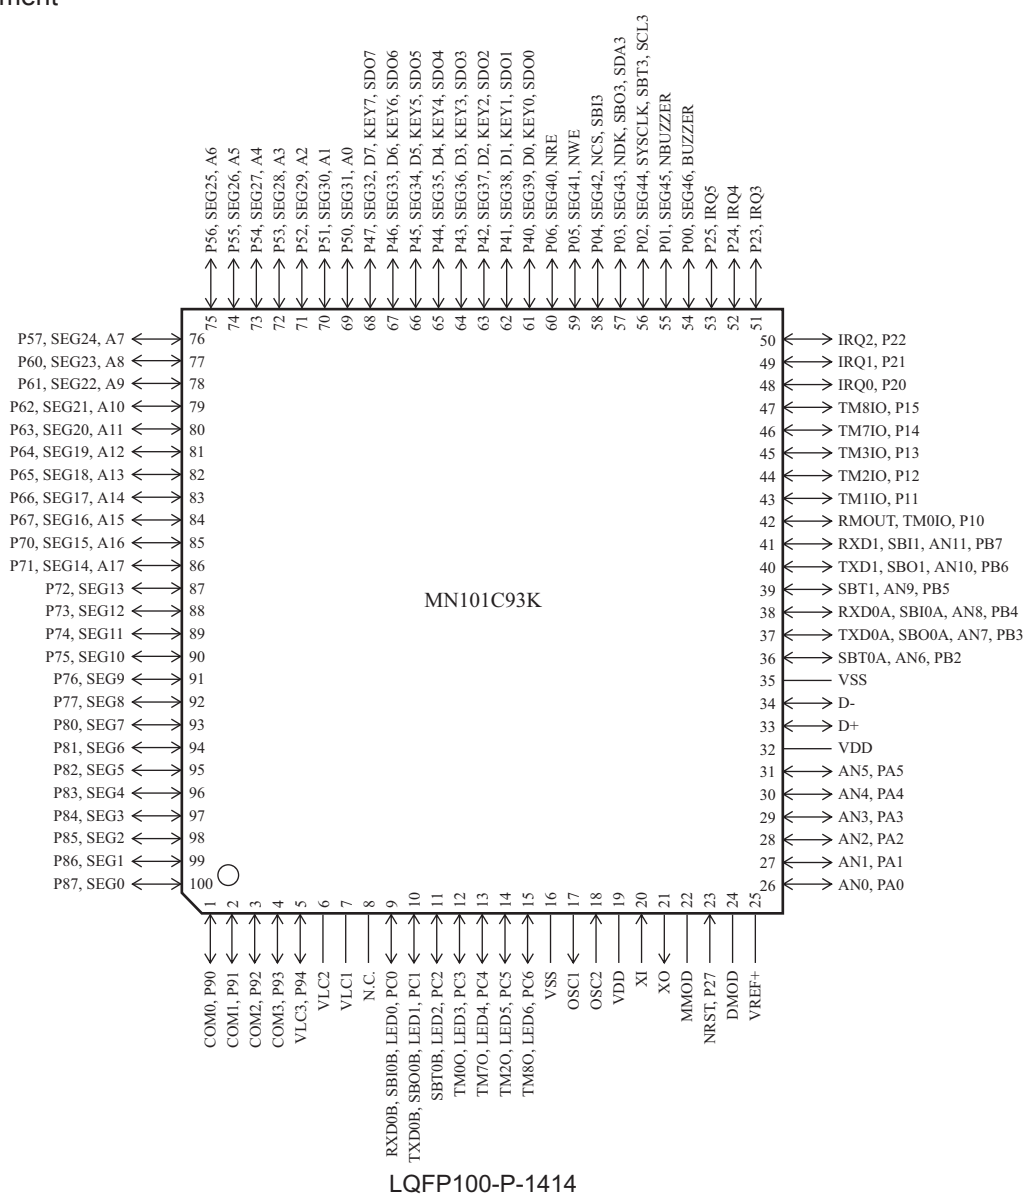 ment
P56, SEG25, A6
P55, SEG26, A5
P54, SEG27, A4
P53, SEG28, A3
P52, SEG29, A2
P51, SEG30, A1
P50, SEG31, A0
P47, SEG32, D7, KEY7, SDO7
P46, SEG33, D6, KEY6, SDO6
P45, SEG34, D5, KEY5, SDO5
P44, SEG35, D4, KEY4, SDO4
P43, SEG36, D3, KEY3, SDO3
P42, SEG37, D2, KEY2, SDO2
P41, SEG38, D1, KEY1, SDO1
P40, SEG39, D0, KEY0, SDO0
P06, SEG40, NRE
P05, SEG41, NWE
P04, SEG42, NCS, SBI3
P03, SEG43, NDK, SBO3, SDA3
P02, SEG44, SYSCLK, SBT3, SCL3
P01, SEG45, NBUZZER
P00, SEG46, BUZZER
P25, IRQ5
P24, IRQ4
P23, IRQ3
75
74
73
72
71
70
69
68
67
66
65
64
63
62
61
60
59
58
57
56
55
54
53
52
51
P57, SEG24, A7 76
P60, SEG23, A8 77
P61, SEG22, A9 78
P62, SEG21, A10 79
P63, SEG20, A11 80
P64, SEG19, A12 81
P65, SEG18, A13 82
P66, SEG17, A14 83
P67, SEG16, A15 84
P70, SEG15, A16 85
P71, SEG14, A17 86
P72, SEG13 87
P73, SEG12 88
P74, SEG11 89
P75, SEG10 90
P76, SEG9 91
P77, SEG8 92
P80, SEG7 93
P81, SEG6 94
P82, SEG5 95
P83, SEG4 96
P84, SEG3 97
P85, SEG2 98
P86, SEG1 99
P87, SEG0 100
MN101C93K
50 IRQ2, P22
49 IRQ1, P21
48 IRQ0, P20
47 TM8IO, P15
46 TM7IO, P14
45 TM3IO, P13
44 TM2IO, P12
43 TM1IO, P11
42 RMOUT, TM0IO, P10
41 RXD1, SBI1, AN11, PB7
40 TXD1, SBO1, AN10, PB6
39 SBT1, AN9, PB5
38 RXD0A, SBI0A, AN8, PB4
37 TXD0A, SBO0A, AN7, PB3
36 SBT0A, AN6, PB2
35 VSS
34 D-
33 D+
32 VDD
31 AN5, PA5
30 AN4, PA4
29 AN3, PA3
28 AN2, PA2
27 AN1, PA1
26 AN0, PA0
1
2
3
4
5
6
7
8
9
10
11
12
13
14
15
16
17
18
19
20
21
22
23
24
25
COM0, P90
COM1, P91
COM2, P92
COM3, P93
VLC3, P94
VLC2
VLC1
N.C.
RXD0B, SBI0B, LED0, PC0
TXD0B, SBO0B, LED1, PC1
SBT0B, LED2, PC2
TM0O, LED3, PC3
TM7O, LED4, PC4
TM2O, LED5, PC5
TM8O, LED6, PC6
VSS
OSC1
OSC2
VDD
XI
XO
MMOD
NRST, P27
DMOD
VREF+
LQFP100-P-1414